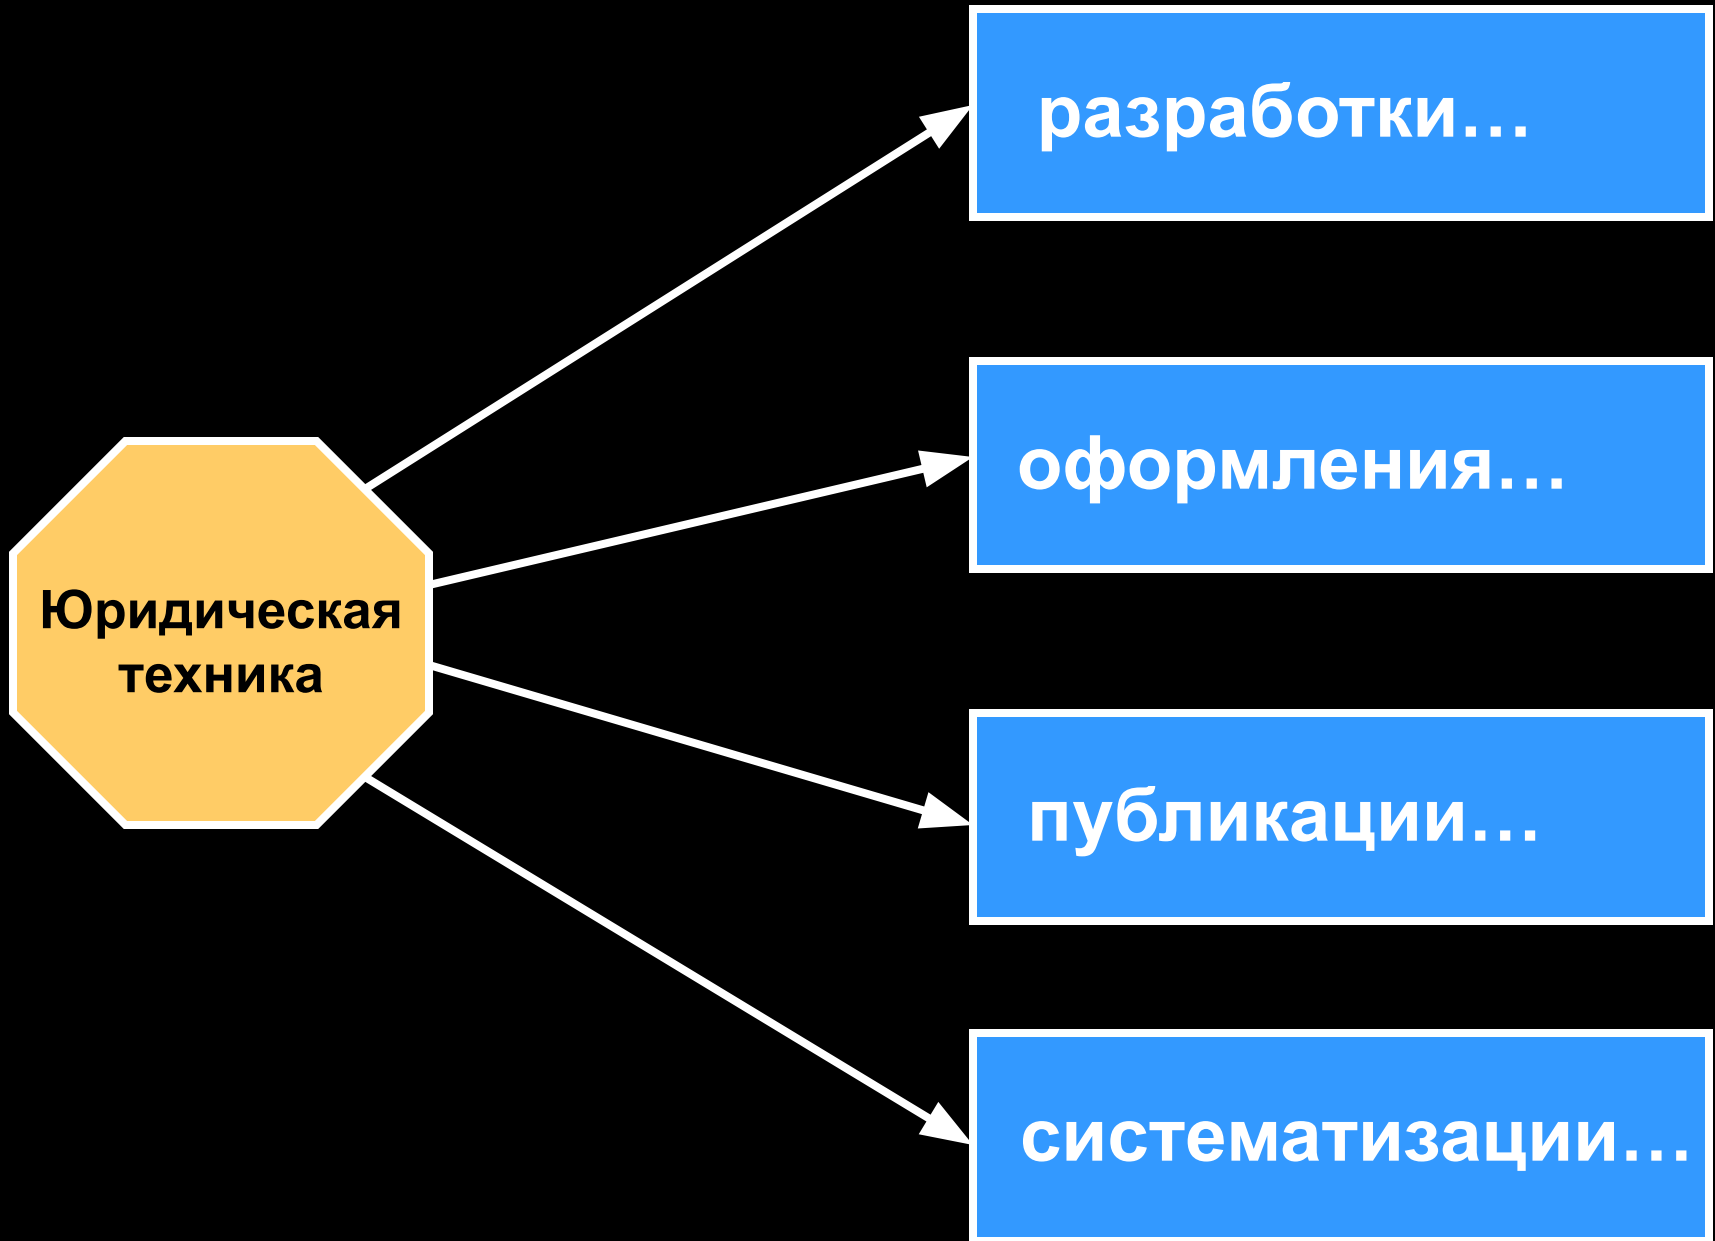 Юридическая
техника
разработки…
оформления…
публикации…
систематизации…